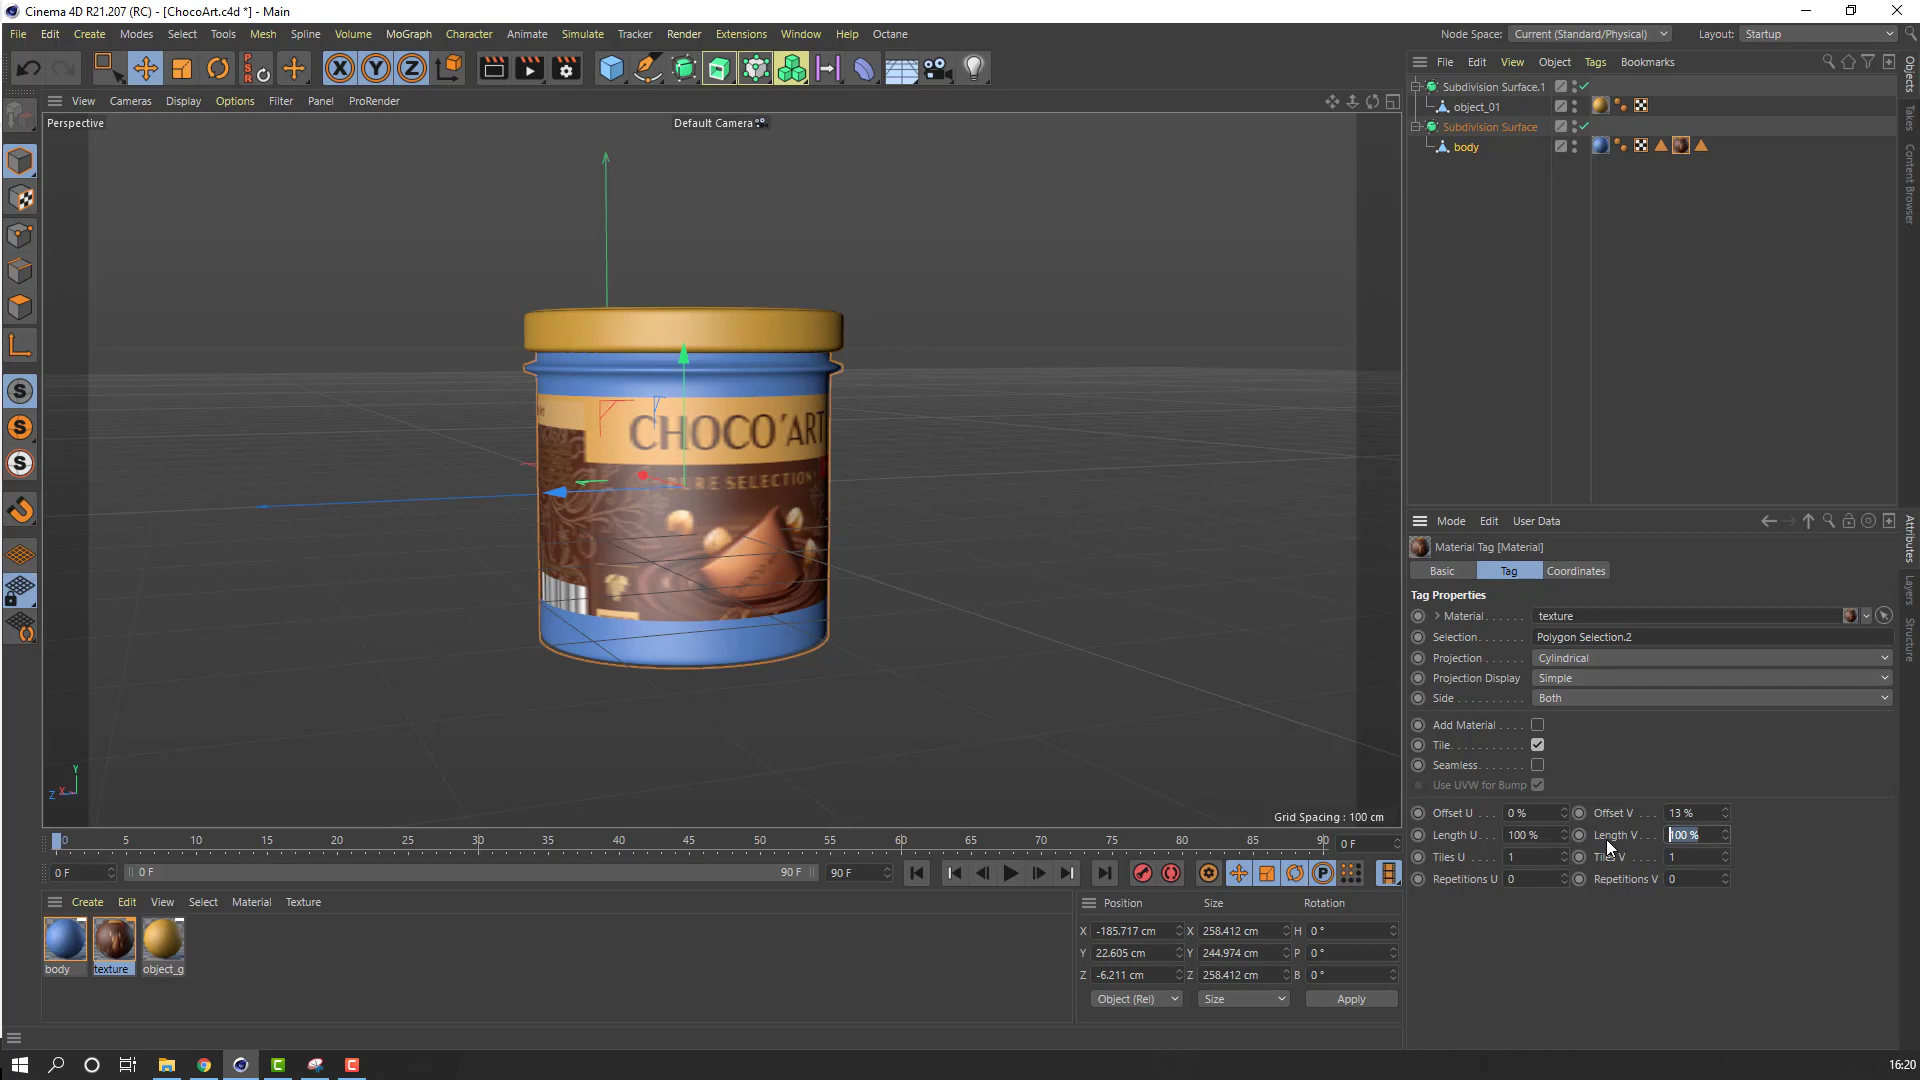 Cinema 4D R21.207 (RC) - [ChocoArt.c4d *] - Main
File Edit Create Modes Select Tools Mesh Spline Volume MoGraph Character Animate Simulate Tracker Render Extensions Window Help Octane
Node Space: Current (Standard/Physical) Layout: Startup
PSR X Y Z
File Edit View Object Tags Bookmarks
View Cameras Display Options Filter Panel ProRender
Perspective
Default Camera
Subdivision Surface.1
object_01
Subdivision Surface
body
Objects
Takes
Content Browser
CHOCO'ART
PURE SELECTION
Y
Z X
Grid Spacing : 100 cm
Mode Edit User Data
Material Tag [Material]
Basic Tag Coordinates
Tag Properties
Material texture
Selection Polygon Selection.2
Projection Cylindrical
Projection Display Simple
Side Both
Add Material
Tile
Seamless
Use UVW for Bump
Offset U 0 % Offset V 13 %
Length U 100 % Length V 100 %
Tiles U 1 Tiles V 1
Repetitions U 0 Repetitions V 0
Attributes
Layers
Structure
0 5 10 15 20 25 30 35 40 45 50 55 60 65 70 75 80 85 90 0 F
0 F 0 F 90 F 90 F
Create Edit View Select Material Texture
body texture object_g
Position Size Rotation
X -185.717 cm X 258.412 cm H 0 °
Y 22.605 cm Y 244.974 cm P 0 °
Z -6.211 cm Z 258.412 cm B 0 °
Object (Rel) Size Apply
16:20